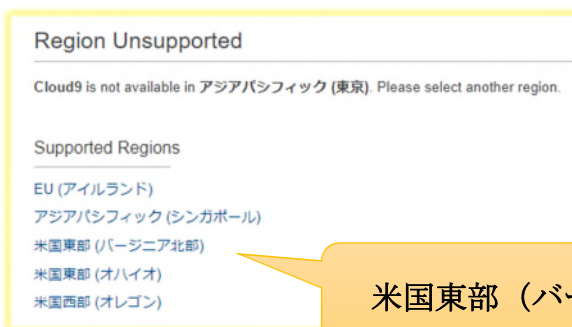 Region Unsupported
Cloud9 is not available in アジアパシフィック (東京). Please select another region.
Supported Regions
EU (アイルランド)
アジアパシフィック (シンガポール)
米国東部 (バージニア北部)
米国東部 (オハイオ)
米国西部 (オレゴン)
米国東部（バー